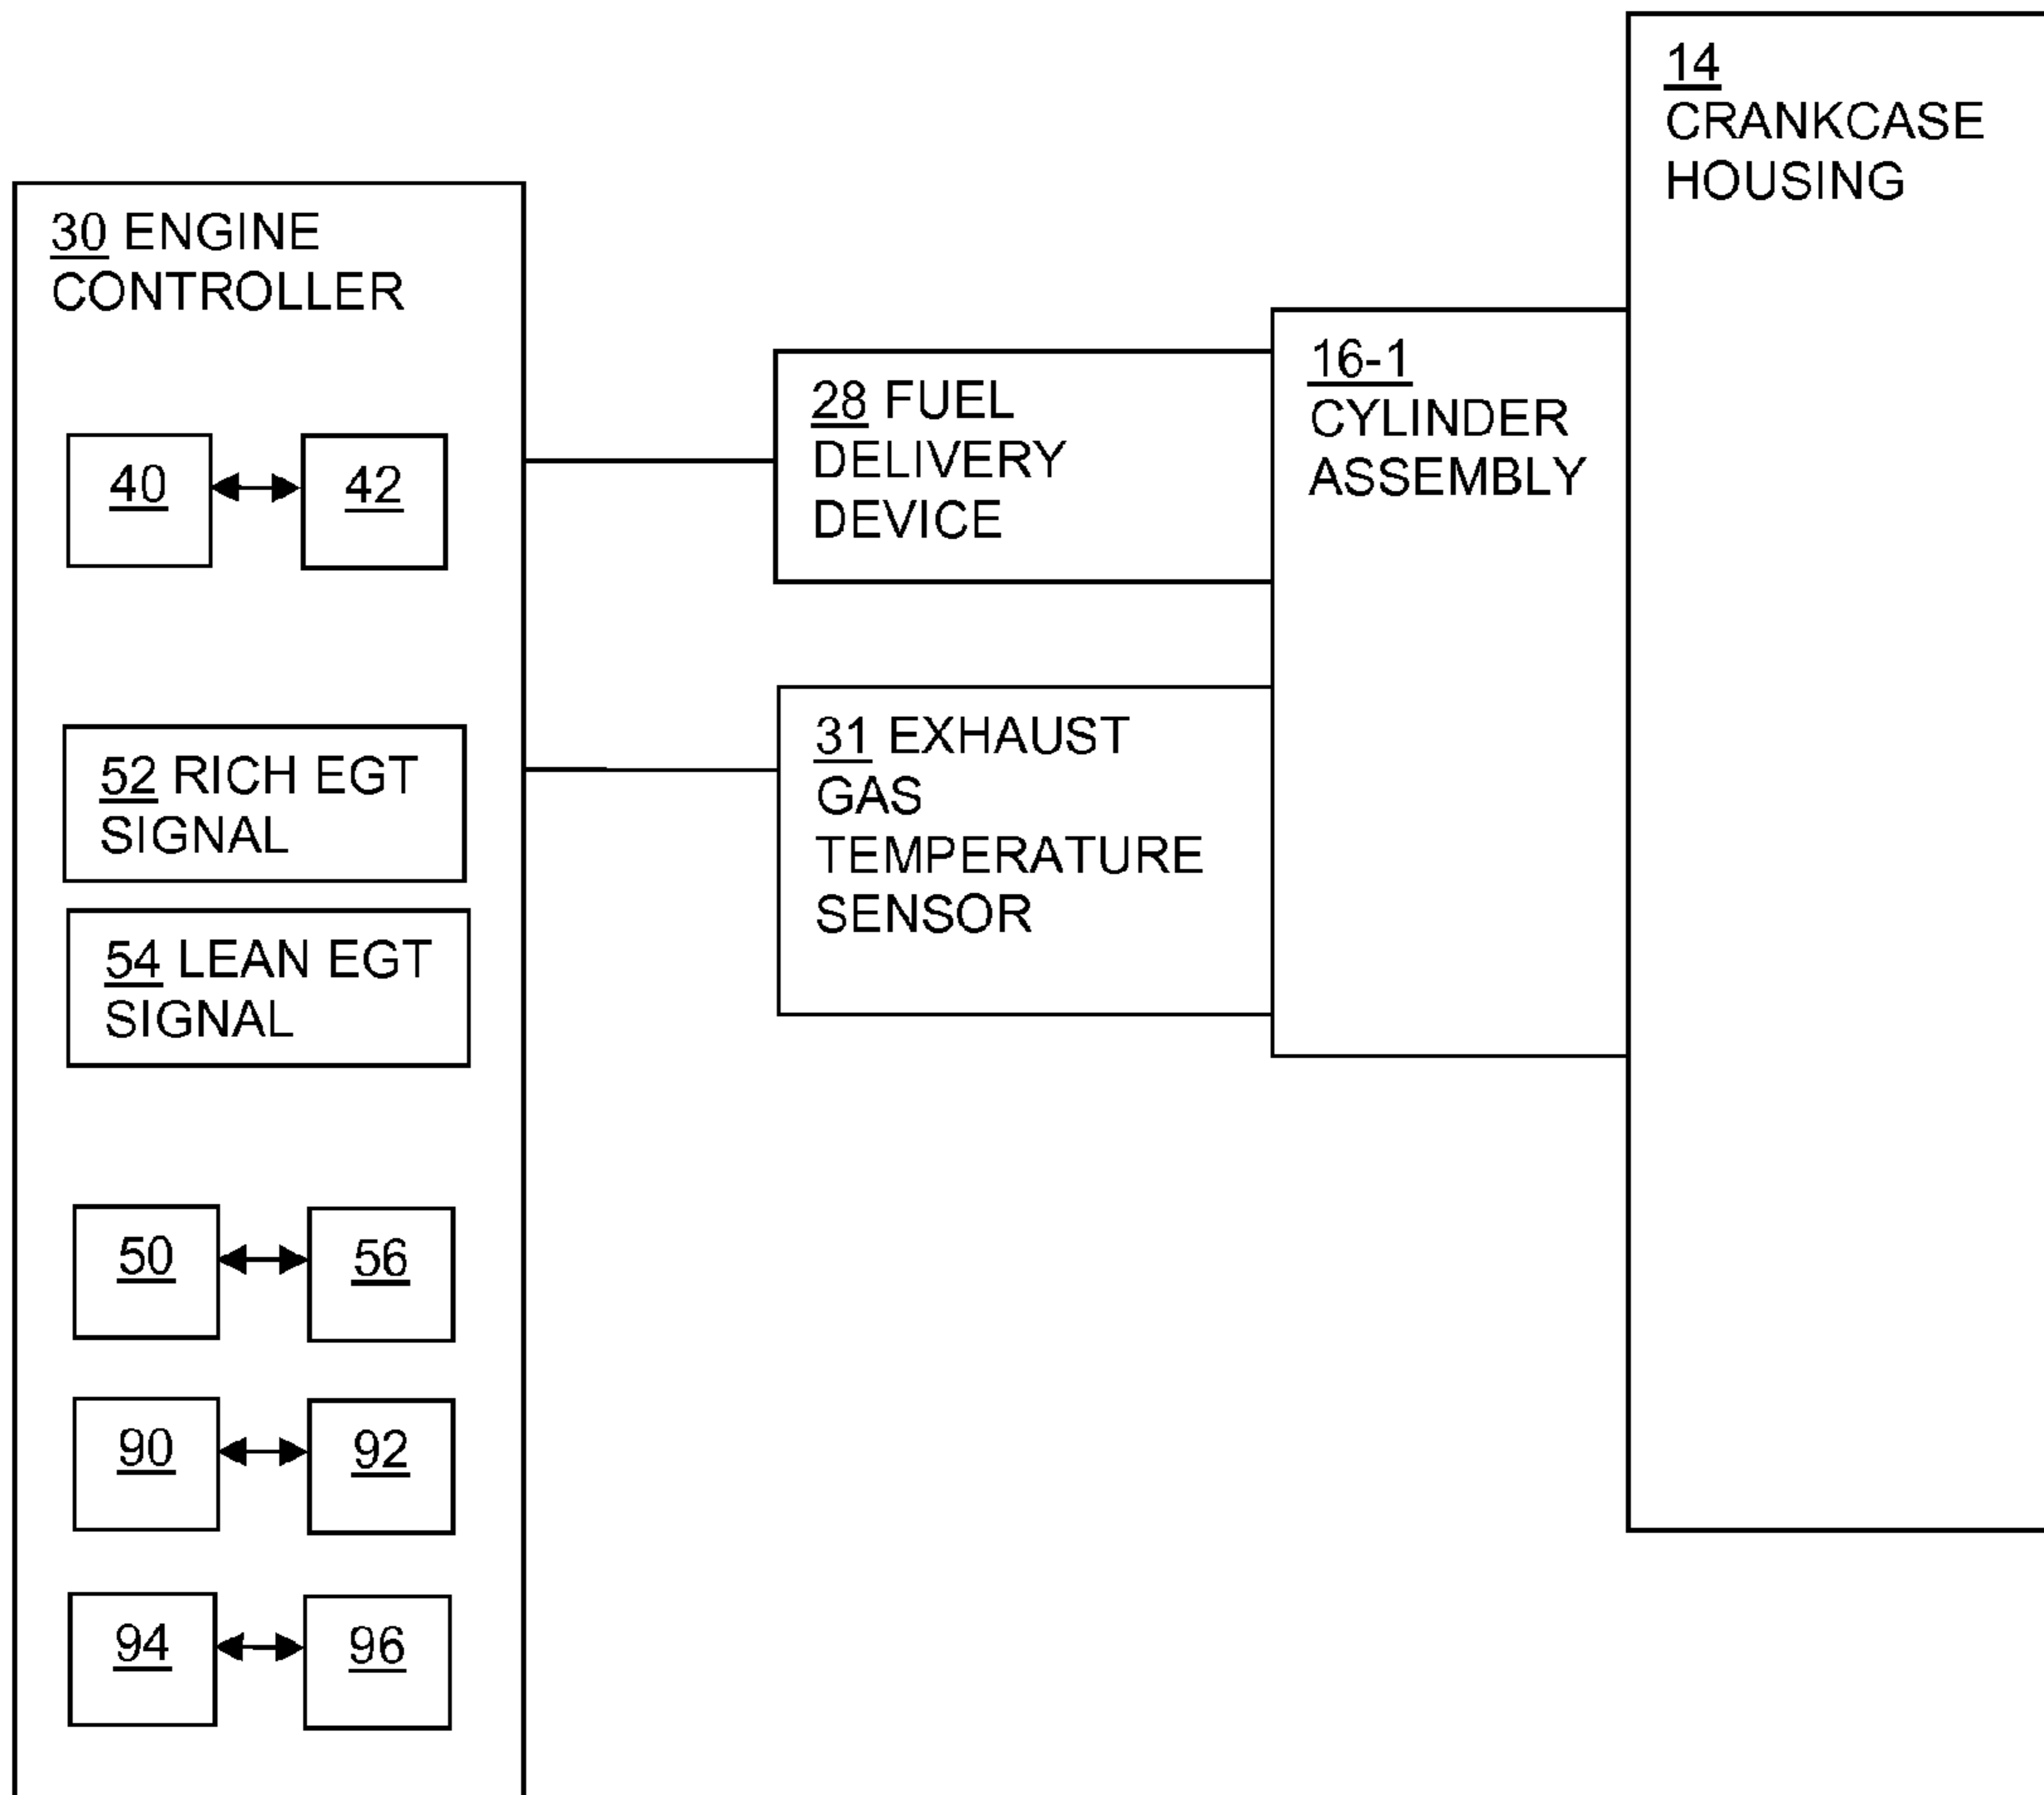 14
CRANKCASE
HOUSING
30 ENGINE
CONTROLLER
40
42
28 FUEL
DELIVERY
DEVICE
16-1
CYLINDER
ASSEMBLY
52 RICH EGT
SIGNAL
31 EXHAUST
GAS
TEMPERATURE
SENSOR
54 LEAN EGT
SIGNAL
50
56
90
92
94
96